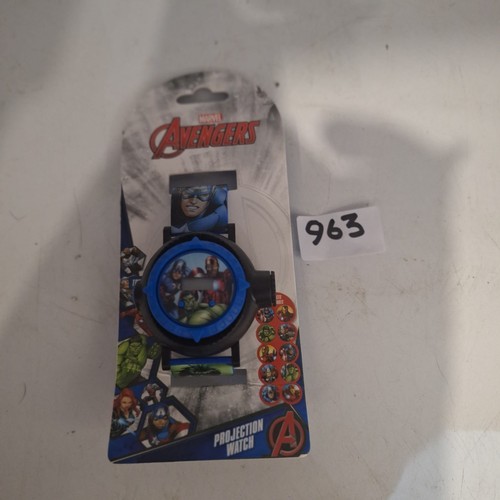 MARVEL
AVENGERS
963
PROJECTION
WATCH